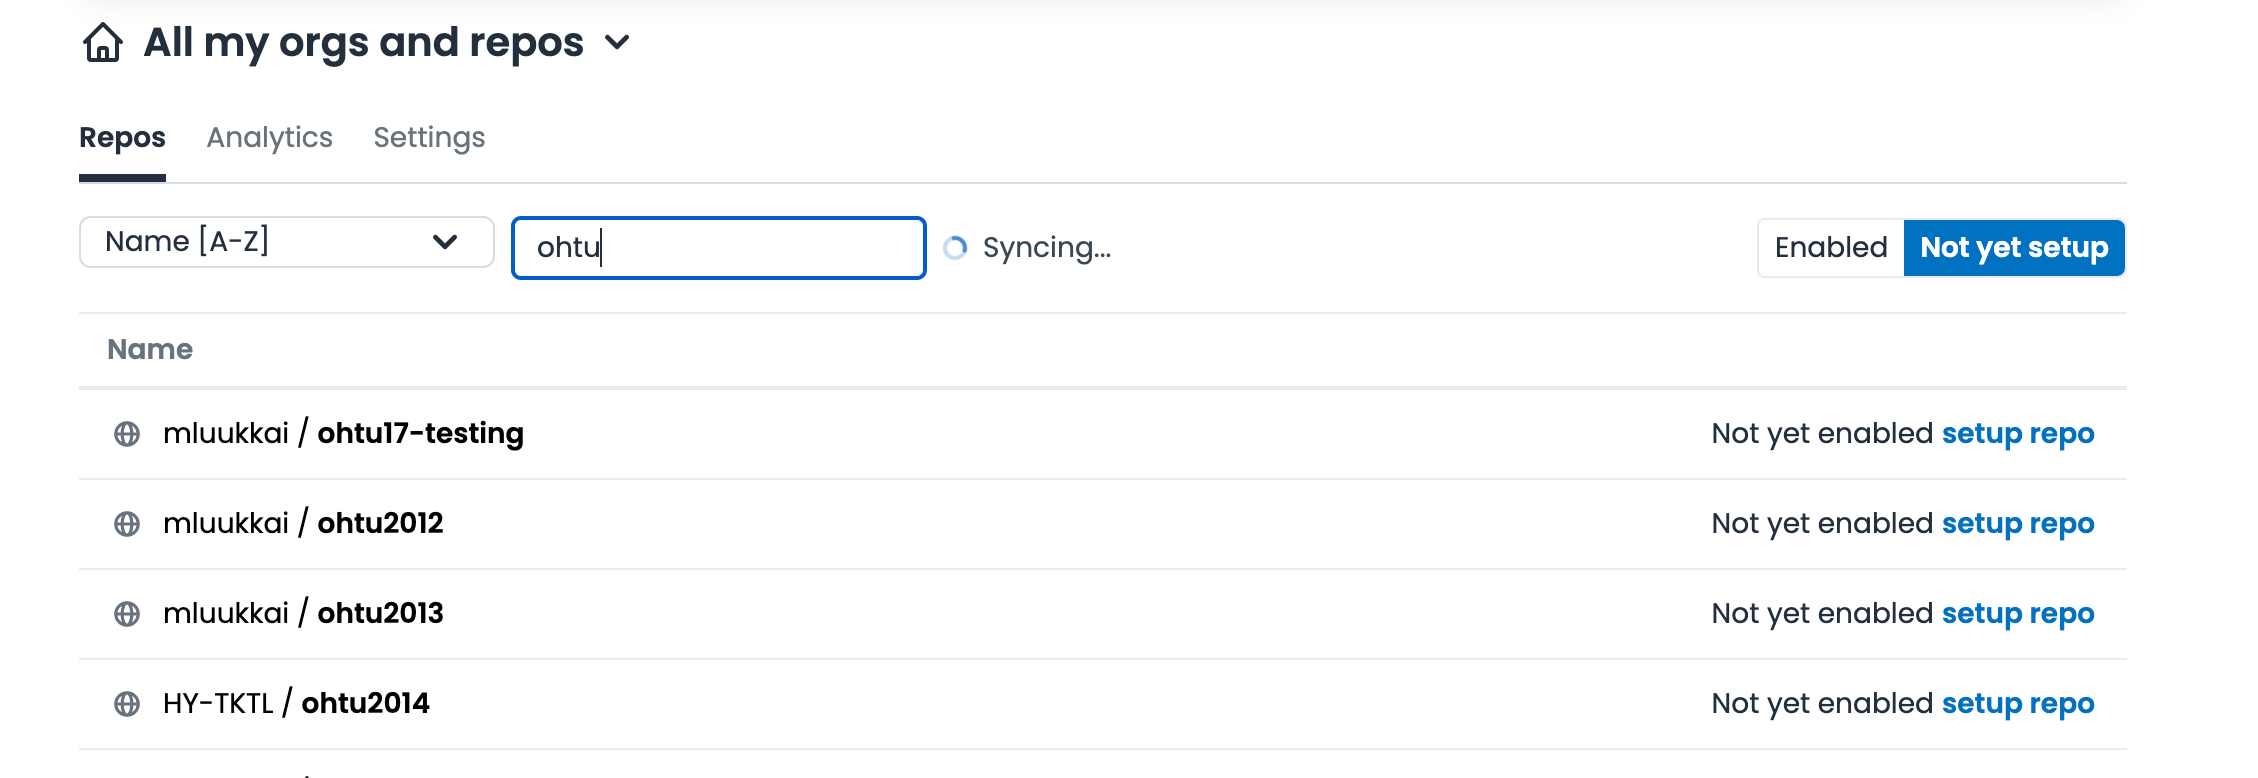 All my orgs and repos
Repos Analytics Settings
Name [A-Z] ohtu Syncing... Enabled Not yet setup
Name
mluukkai / ohtu17-testing Not yet enabled setup repo
mluukkai / ohtu2012 Not yet enabled setup repo
mluukkai / ohtu2013 Not yet enabled setup repo
HY-TKTL / ohtu2014 Not yet enabled setup repo